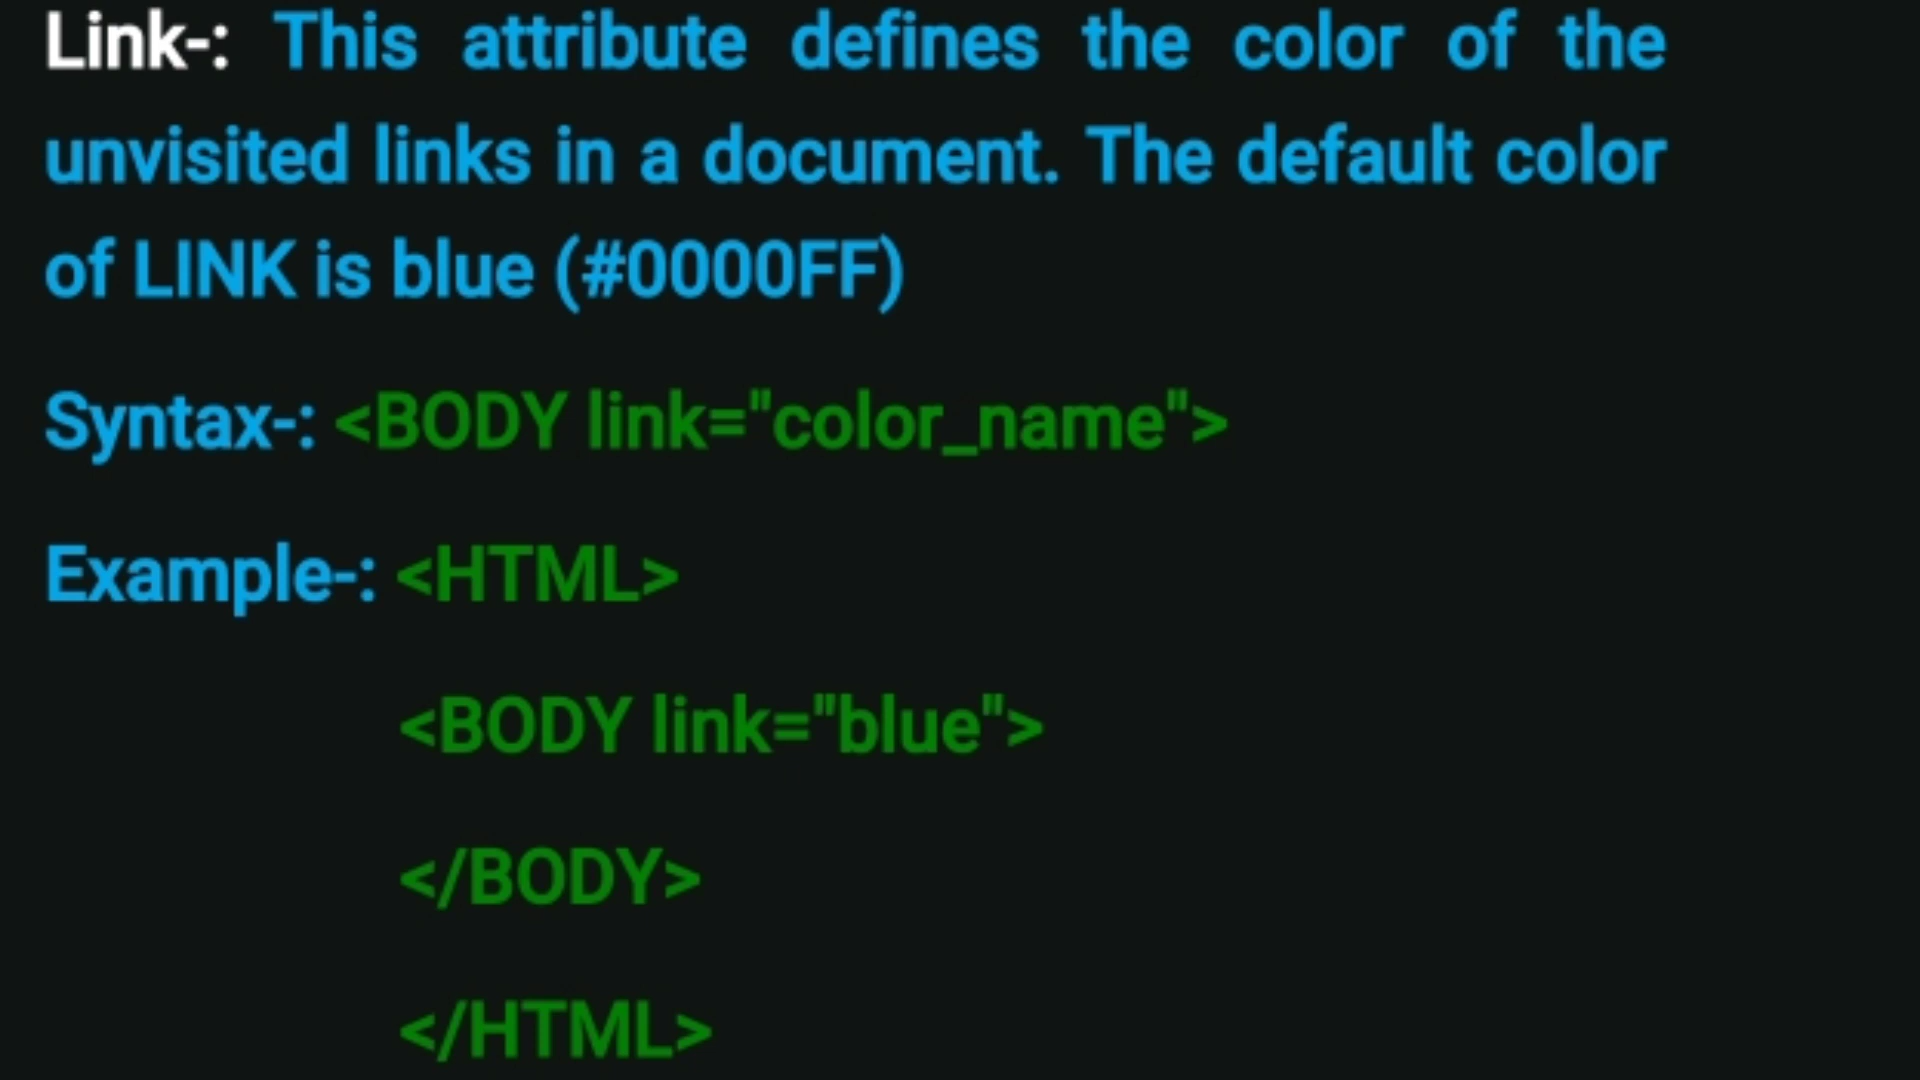 Link-: This attribute defines the color of the
unvisited links in a document. The default color
of LINK is blue (#0000FF)
Syntax-: <BODY link="color_name">
Example-: <HTML>
<BODY link="blue">
</BODY>
</HTML>